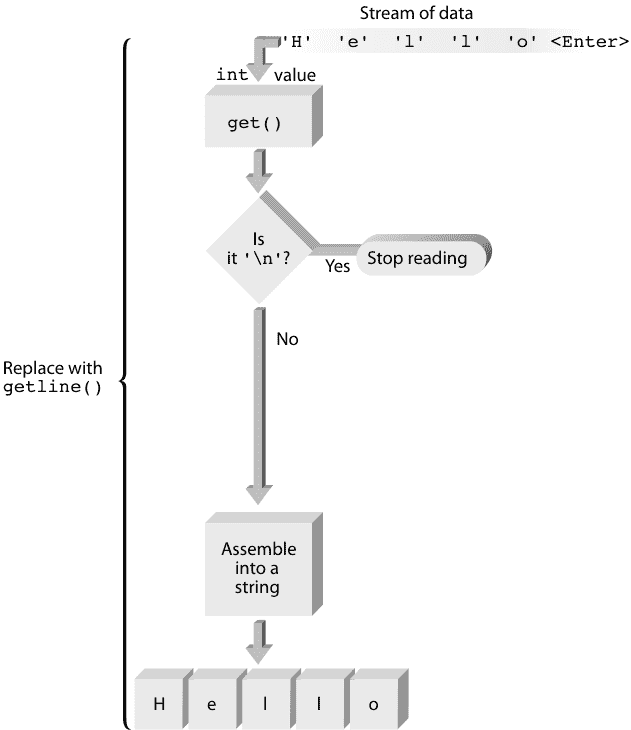 Stream of data
'H' 'e' 'l' 'l' 'o' <Enter>
int value
get()
Is
it '\n'?
Yes
Stop reading
No
Replace with
getline()
Assemble
into a
string
H e l l o